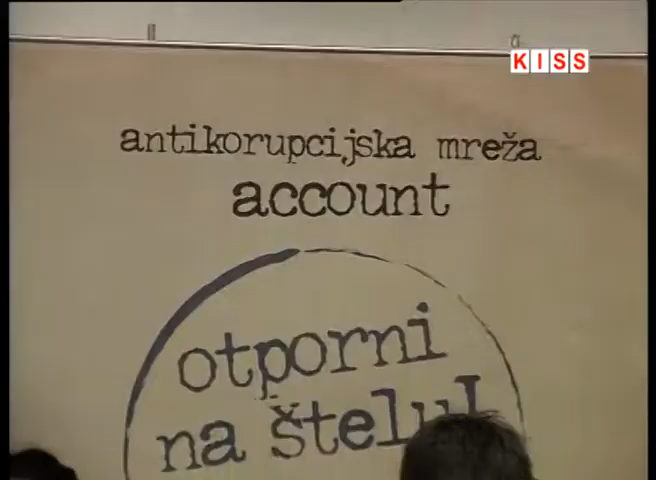 KISS
antikorupcijska mreža
account
otporni
na štelu!